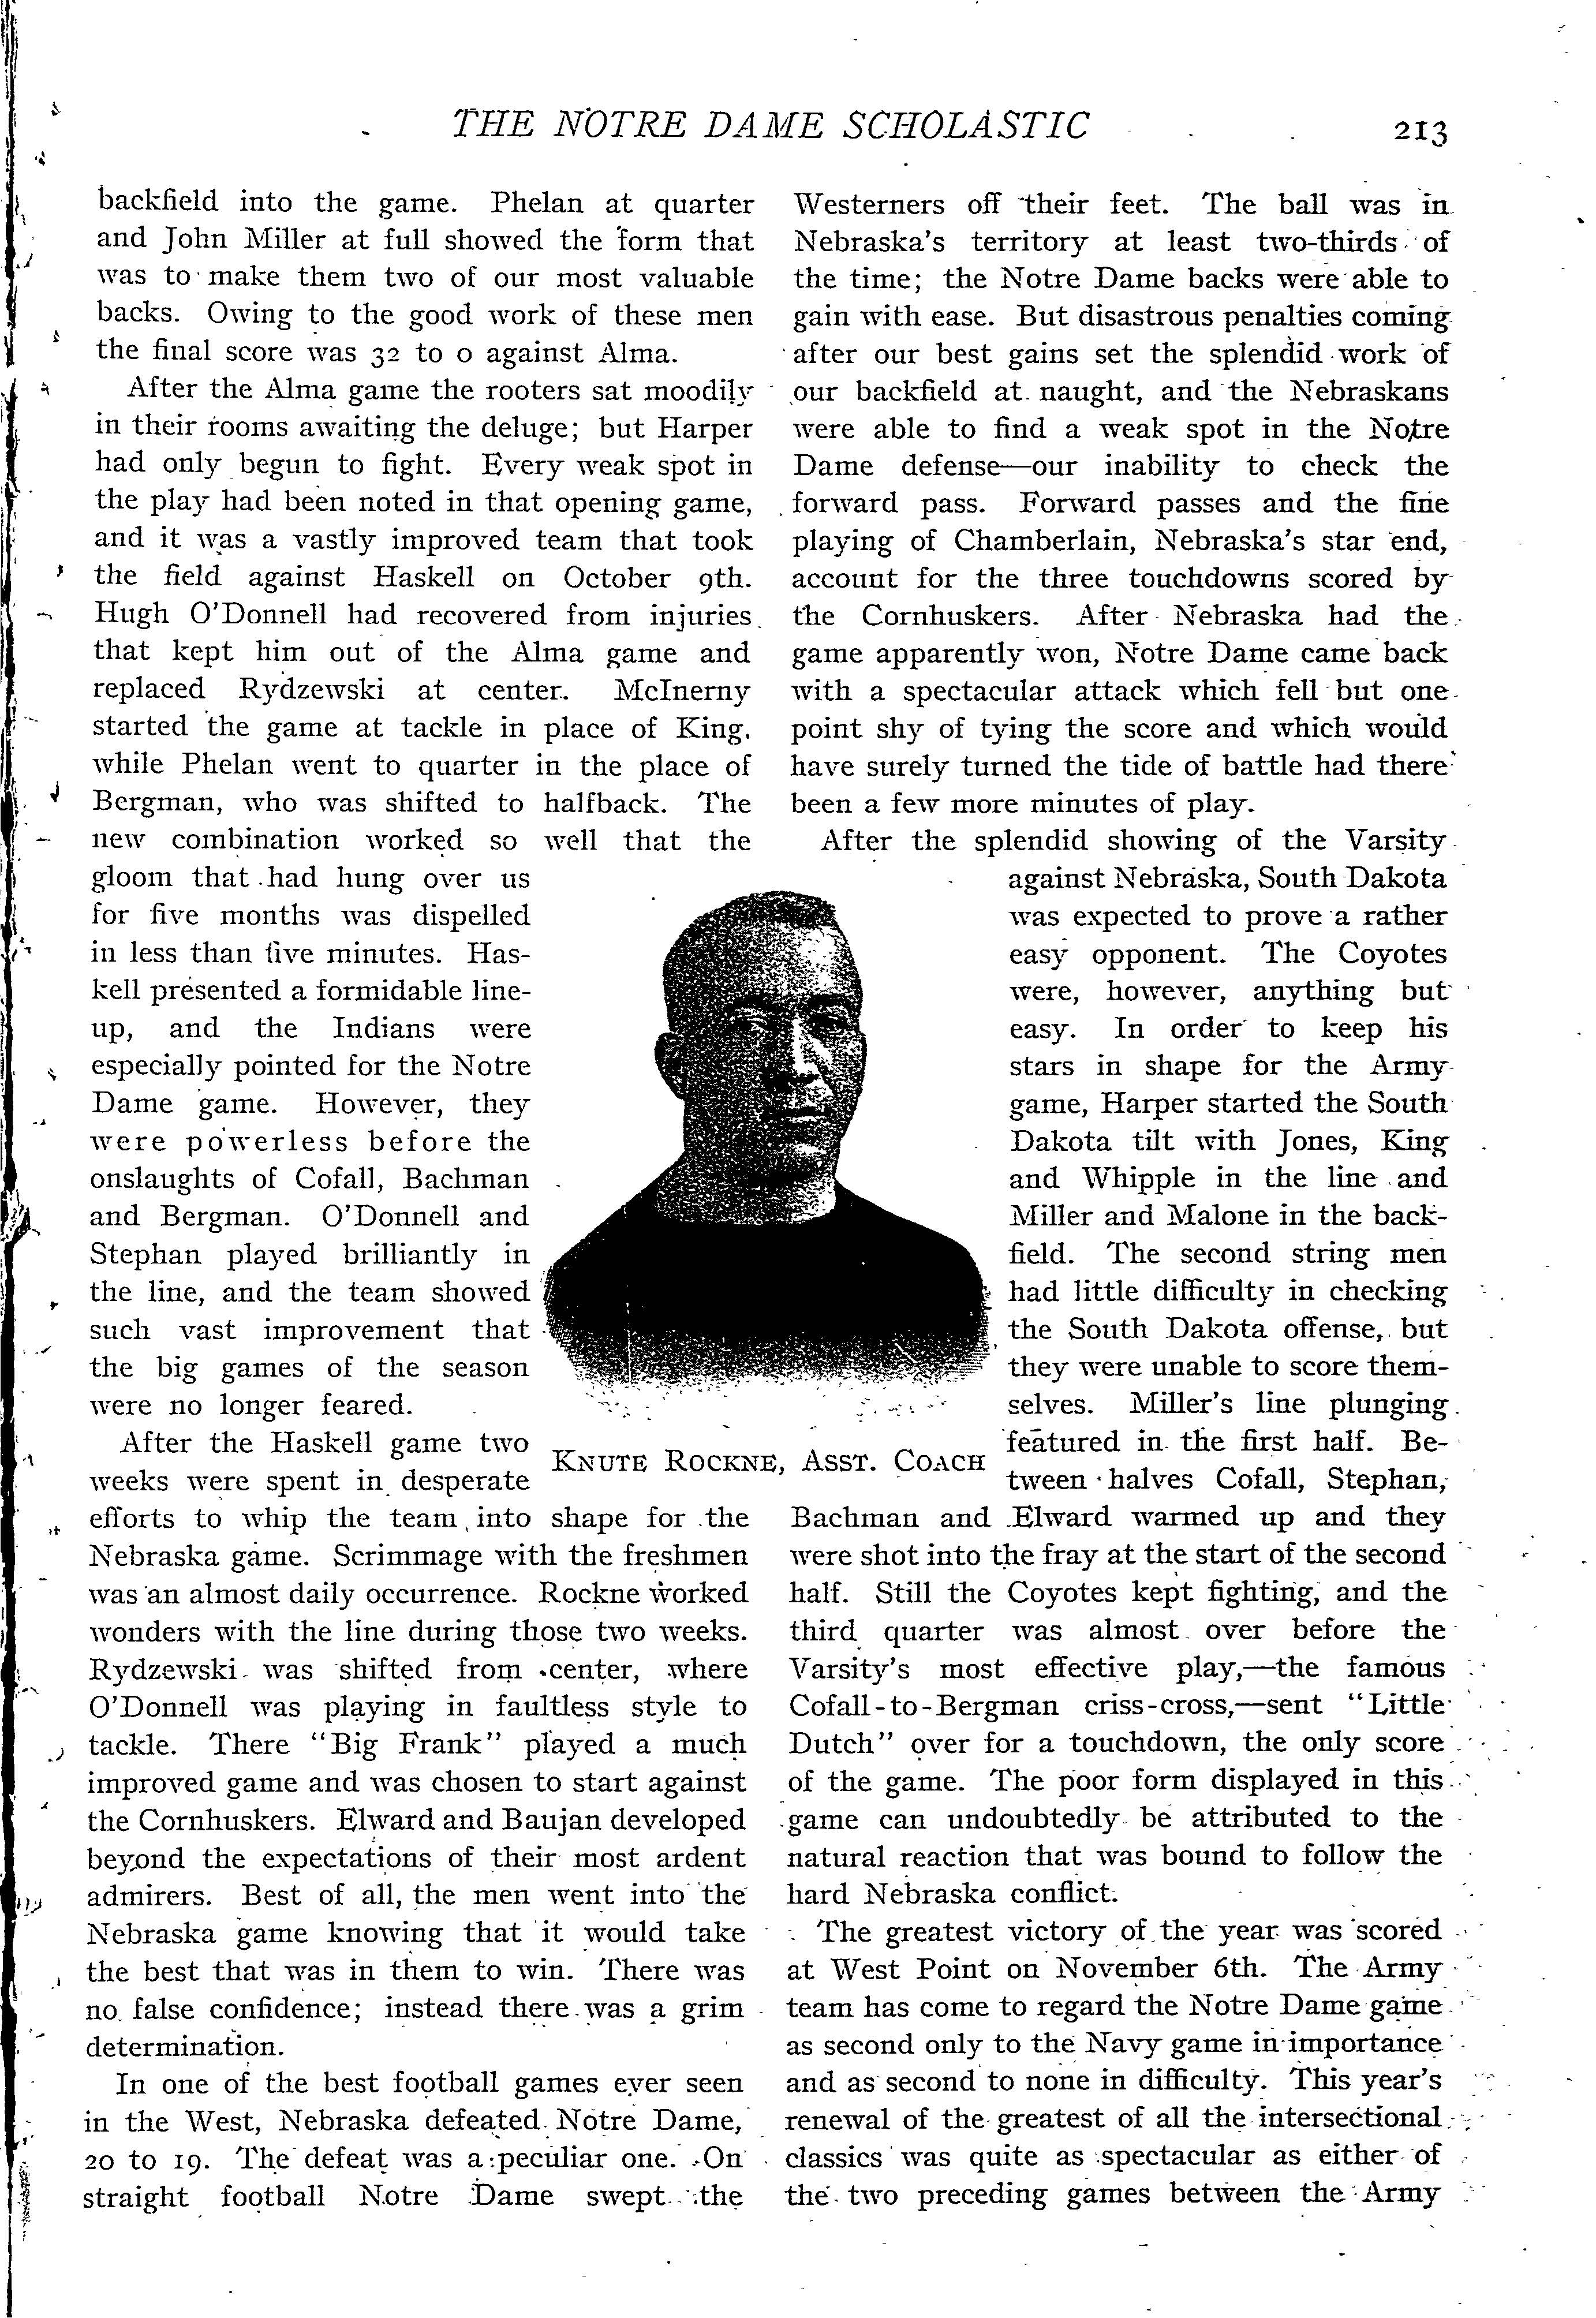 THE NOTRE DAME SCHOLASTIC 213
backfield into the game. Phelan at quarter
and John Miller at full showed the form that
was to make them two of our most valuable
backs. Owing to the good work of these men
the final score was 32 to 0 against Alma.
After the Alma game the rooters sat moodily
in their rooms awaiting the deluge; but Harper
had only begun to fight. Every weak spot in
the play had been noted in that opening game,
and it was a vastly improved team that took
the field against Haskell on October 9th.
Hugh O'Donnell had recovered from injuries
that kept him out of the Alma game and
replaced Rydzewski at center. McInerny
started the game at tackle in place of King,
while Phelan went to quarter in the place of
Bergman, who was shifted to halfback. The
new combination worked so well that the
gloom that had hung over us
for five months was dispelled
in less than five minutes. Has-
kell presented a formidable line-
up, and the Indians were
especially pointed for the Notre
Dame game. However, they
were powerless before the
onslaughts of Cofall, Bachman
and Bergman. O'Donnell and
Stephan played brilliantly in
the line, and the team showed
such vast improvement that
the big games of the season
were no longer feared.
After the Haskell game two
weeks were spent in desperate
efforts to whip the team into shape for the
Nebraska game. Scrimmage with the freshmen
was an almost daily occurrence. Rockne worked
wonders with the line during those two weeks.
Rydzewski was shifted from center, where
O'Donnell was playing in faultless style to
tackle. There "Big Frank" played a much
improved game and was chosen to start against
the Cornhuskers. Elward and Baujan developed
beyond the expectations of their most ardent
admirers. Best of all, the men went into the
Nebraska game knowing that it would take
the best that was in them to win. There was
no false confidence; instead there was a grim
determination.
In one of the best football games ever seen
in the West, Nebraska defeated Notre Dame,
20 to 19. The defeat was a peculiar one. On
straight football Notre Dame swept the
KNUTE ROCKNE, ASST. COACH
Westerners off their feet. The ball was in
Nebraska's territory at least two-thirds of
the time; the Notre Dame backs were able to
gain with ease. But disastrous penalties coming
after our best gains set the splendid work of
our backfield at naught, and the Nebraskans
were able to find a weak spot in the Notre
Dame defense—our inability to check the
forward pass. Forward passes and the fine
playing of Chamberlain, Nebraska's star end,
account for the three touchdowns scored by
the Cornhuskers. After Nebraska had the
game apparently won, Notre Dame came back
with a spectacular attack which fell but one
point shy of tying the score and which would
have surely turned the tide of battle had there
been a few more minutes of play.
After the splendid showing of the Varsity
against Nebraska, South Dakota
was expected to prove a rather
easy opponent. The Coyotes
were, however, anything but
easy. In order to keep his
stars in shape for the Army
game, Harper started the South
Dakota tilt with Jones, King
and Whipple in the line and
Miller and Malone in the back-
field. The second string men
had little difficulty in checking
the South Dakota offense, but
they were unable to score them-
selves. Miller's line plunging
featured in the first half. Be-
tween halves Cofall, Stephan,
Bachman and Elward warmed up and they
were shot into the fray at the start of the second
half. Still the Coyotes kept fighting, and the
third quarter was almost over before the
Varsity's most effective play,—the famous
Cofall-to-Bergman criss-cross,—sent "Little
Dutch" over for a touchdown, the only score
of the game. The poor form displayed in this
game can undoubtedly be attributed to the
natural reaction that was bound to follow the
hard Nebraska conflict.
The greatest victory of the year was scored
at West Point on November 6th. The Army
team has come to regard the Notre Dame game
as second only to the Navy game in importance
and as second to none in difficulty. This year's
renewal of the greatest of all the intersectional
classics was quite as spectacular as either of
the two preceding games between the Army